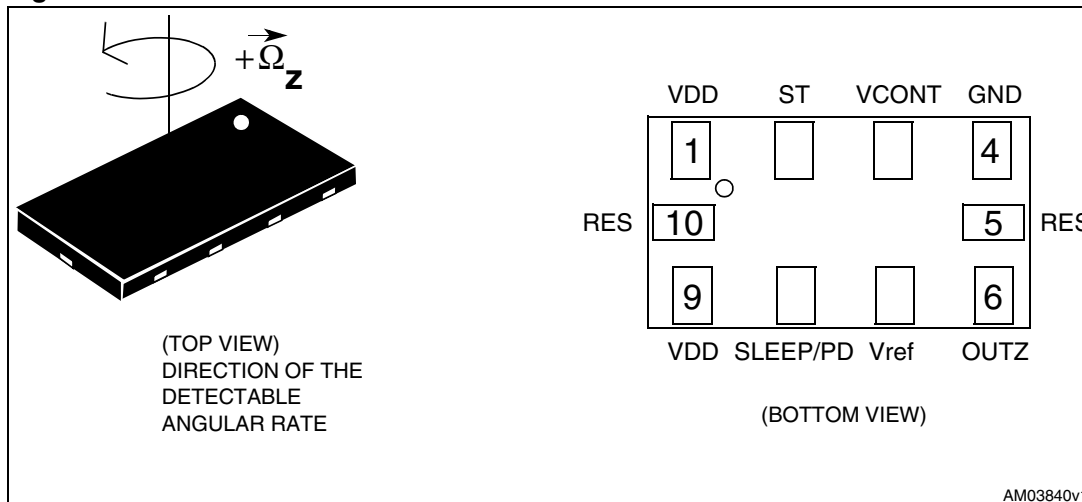 +Ω
z
(TOP VIEW)
DIRECTION OF THE
DETECTABLE
ANGULAR RATE
VDD ST VCONT GND
1 4
RES 10 5 RES
9 6
VDD SLEEP/PD Vref OUTZ
(BOTTOM VIEW)